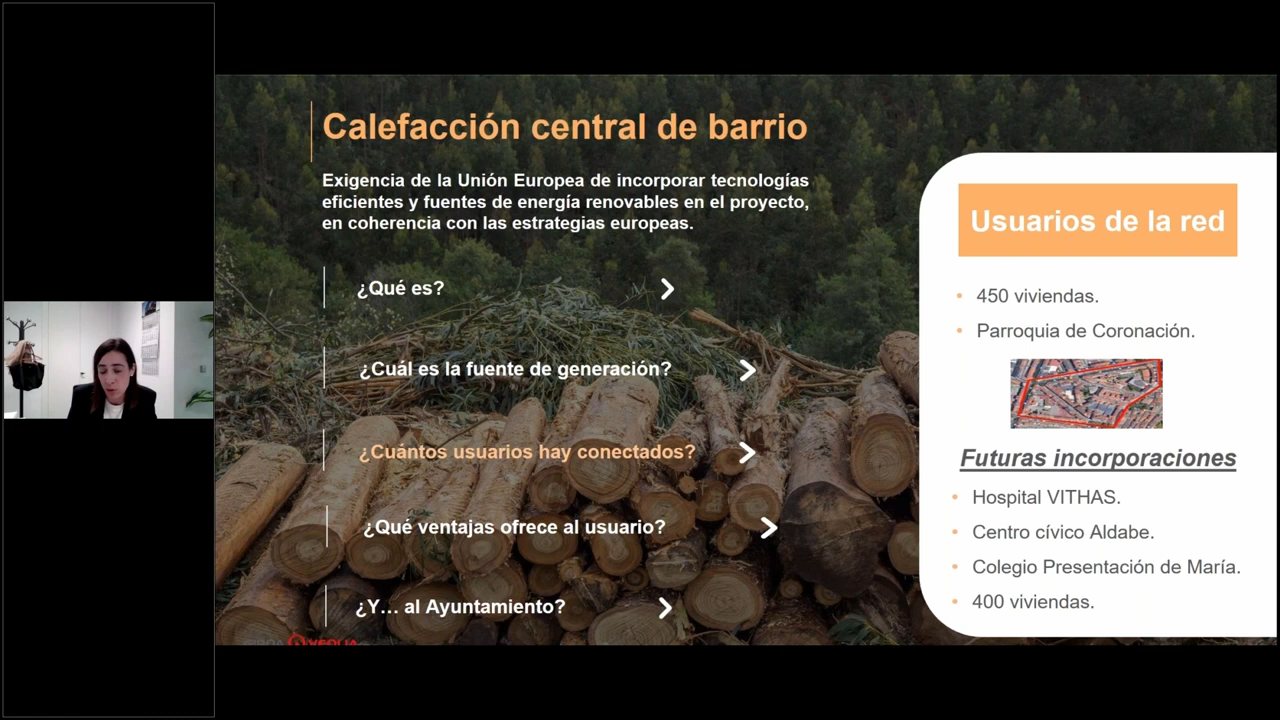 Calefacción central de barrio
Exigencia de la Unión Europea de incorporar tecnologías
eficientes y fuentes de energía renovables en el proyecto,
en coherencia con las estrategias europeas.
¿Qué es?
¿Cuál es la fuente de generación?
¿Cuántos usuarios hay conectados?
¿Qué ventajas ofrece al usuario?
¿Y… al Ayuntamiento?
GIROA VEOLIA
Usuarios de la red
• 450 viviendas.
• Parroquia de Coronación.
Futuras incorporaciones
• Hospital VITHAS.
• Centro cívico Aldabe.
• Colegio Presentación de María.
• 400 viviendas.